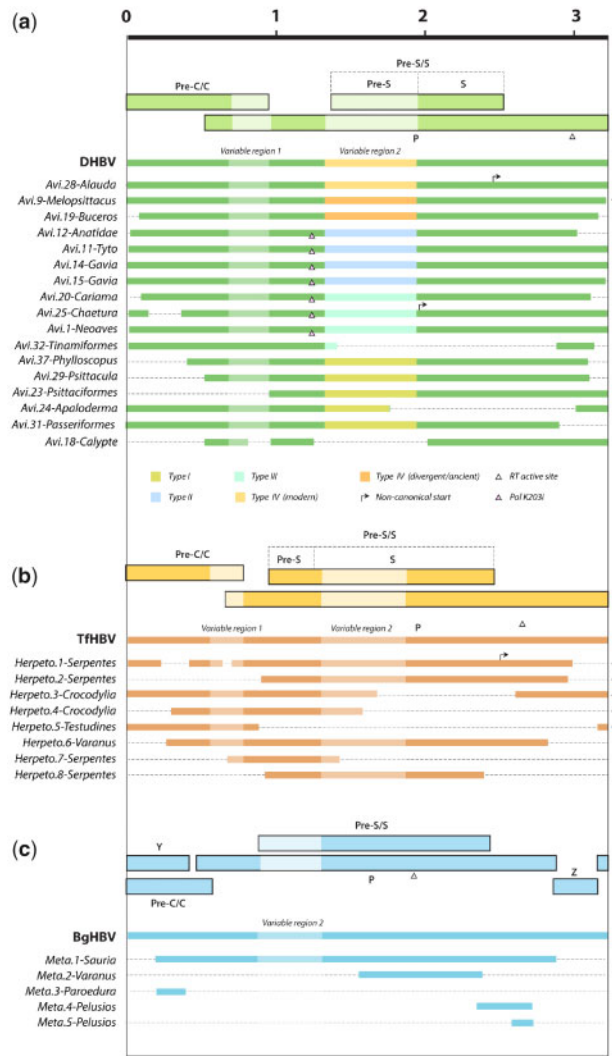 0 1 2 3
(a)
Pre-S/S
Pre-C/C Pre-S S
P
Variable region 1 Variable region 2
DHBV
Avi.28-Alauda
Avi.9-Melopsittacus
Avi.19-Buceros
Avi.12-Anatidae
Avi.11-Tyto
Avi.14-Gavia
Avi.15-Gavia
Avi.20-Cariama
Avi.25-Chaetura
Avi.1-Neoaves
Avi.32-Tinamiformes
Avi.37-Phylloscopus
Avi.29-Psittacula
Avi.23-Psittaciformes
Avi.24-Apaloderma
Avi.31-Passeriformes
Avi.18-Calypte
Type I Type III Type IV (divergent/ancient) RT active site
Type II Type IV (modern) Non-canonical start Pol K203I
Pre-S/S
(b) Pre-C/C Pre-S S
Variable region 1 Variable region 2 P
TfHBV
Herpeto.1-Serpentes
Herpeto.2-Serpentes
Herpeto.3-Crocodylia
Herpeto.4-Crocodylia
Herpeto.5-Testudines
Herpeto.6-Varanus
Herpeto.7-Serpentes
Herpeto.8-Serpentes
Pre-S/S
(c) Y
P Z
Pre-C/C
Variable region 2
BgHBV
Meta.1-Sauria
Meta.2-Varanus
Meta.3-Paroedura
Meta.4-Pelusios
Meta.5-Pelusios